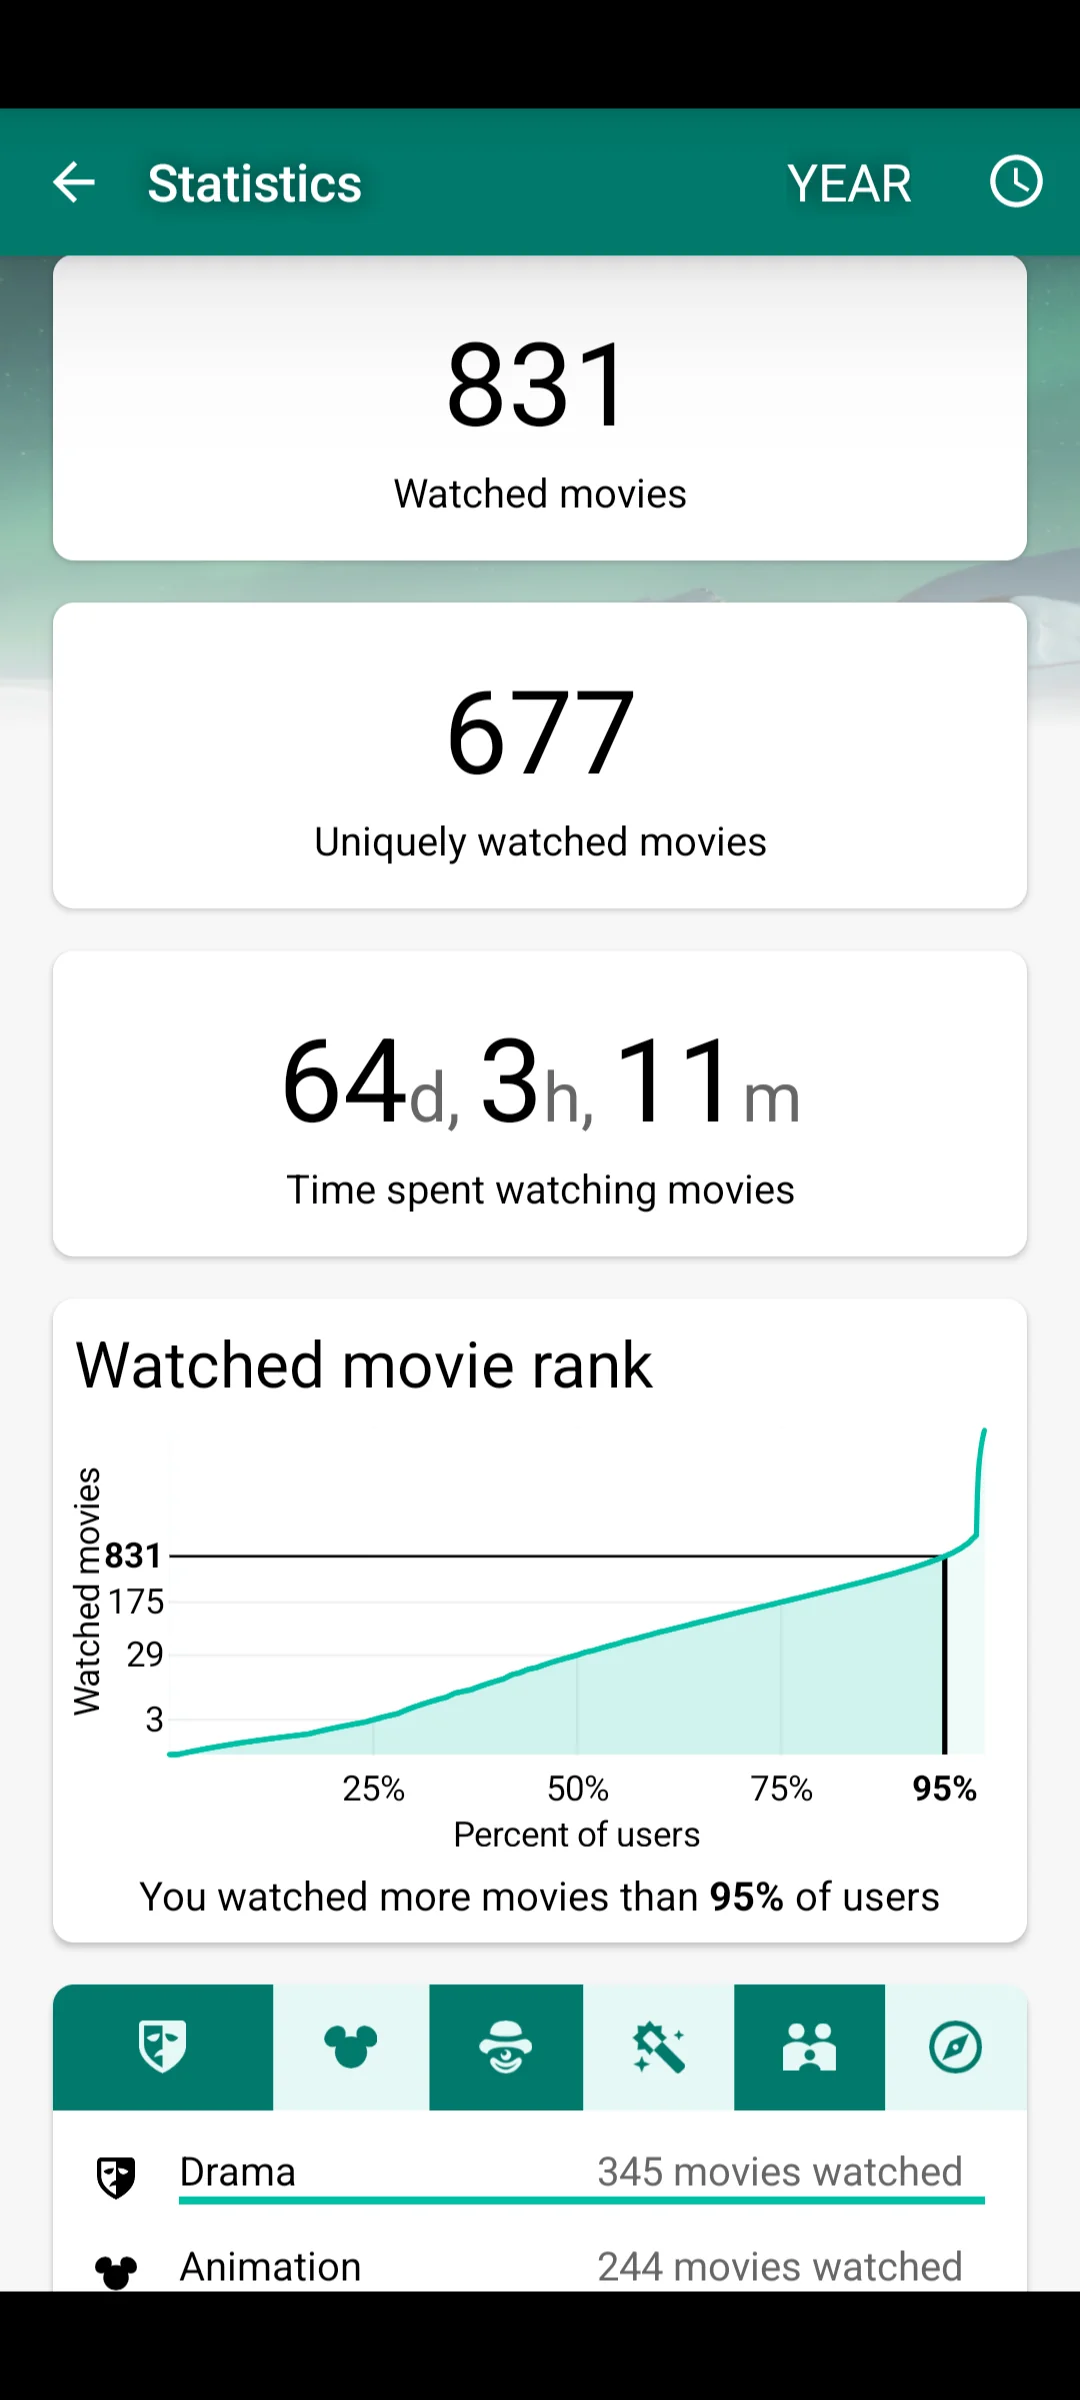 Statistics YEAR
831
Watched movies
677
Uniquely watched movies
64d, 3h, 11m
Time spent watching movies
Watched movie rank
Watched movies
831
175
29
3
25% 50% 75% 95%
Percent of users
You watched more movies than 95% of users
Drama 345 movies watched
Animation 244 movies watched